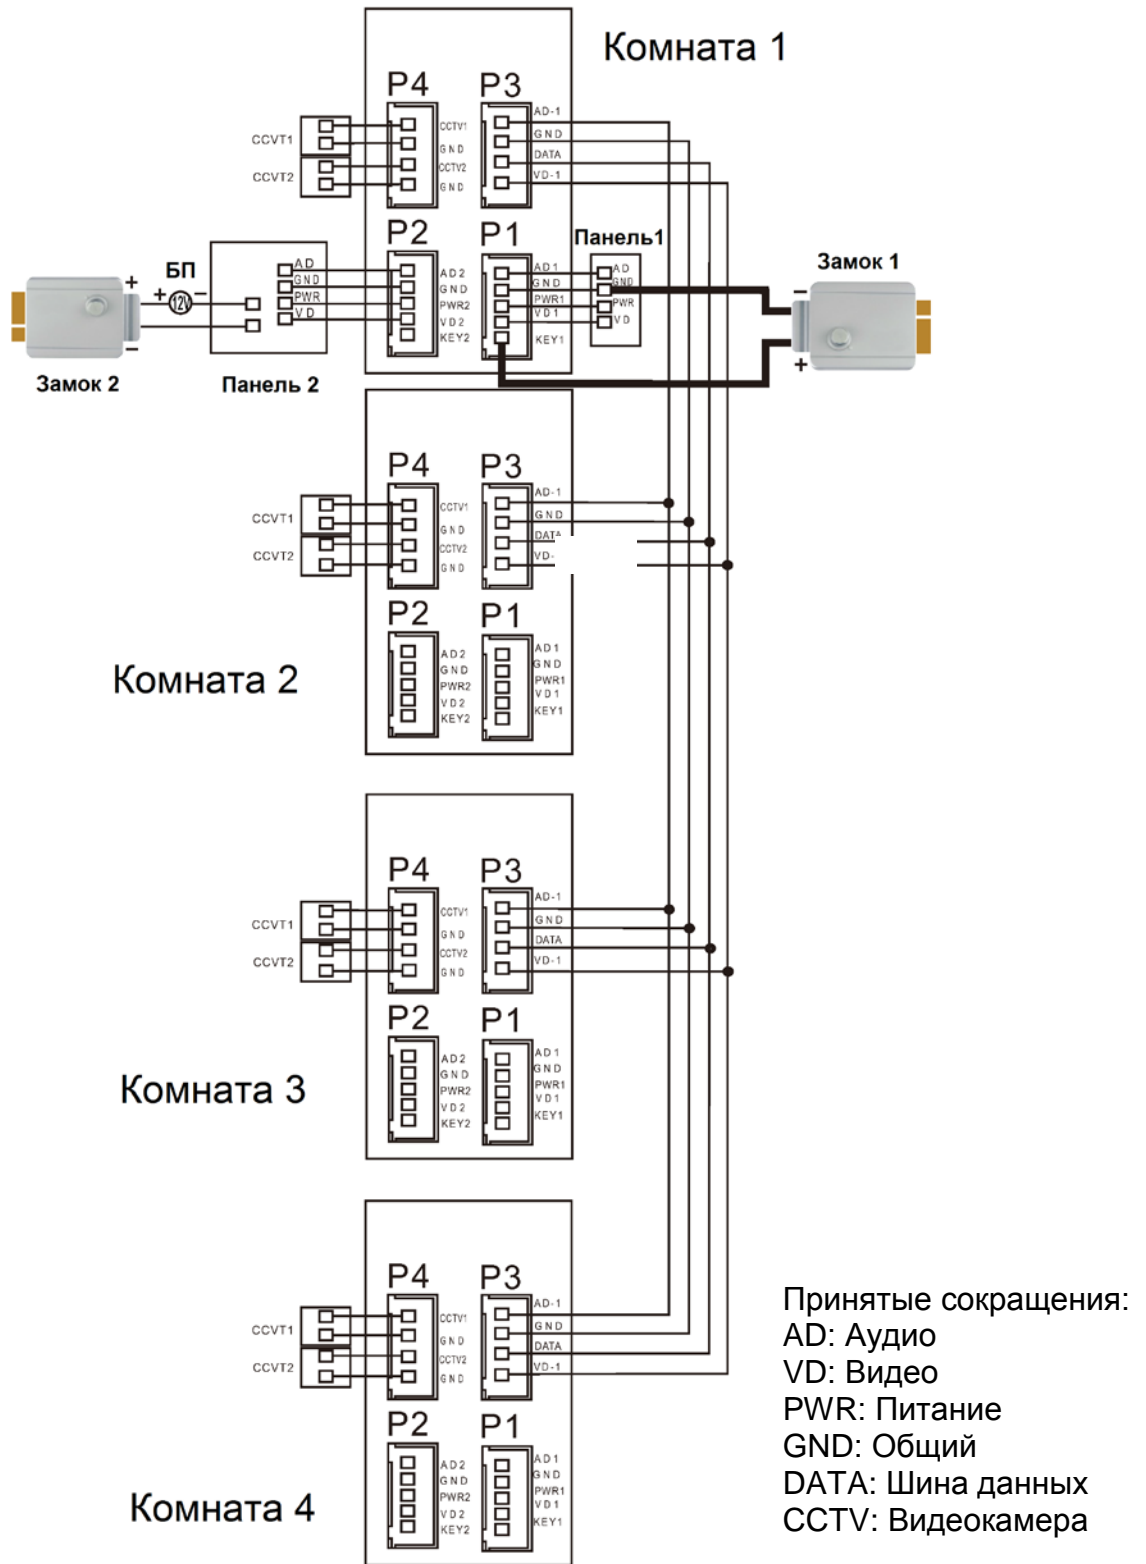 Комната 1
P4
P3
CCVT1
CCVT2
CCTV1
GND
CCTV2
GND
AD-1
GND
DATA
VD-1
P2
P1
Панель1
Замок 1
БП
+
12V
−
+
−
AD
GND
PWR
VD
AD2
GND
PWR2
VD2
KEY2
AD1
GND
PWR1
VD1
KEY1
AD
GND
PWR
VD
−
+
Замок 2
Панель 2
P4
P3
CCVT1
CCVT2
CCTV1
GND
CCTV2
GND
AD-1
GND
DATA
VD-
P2
P1
Комната 2
AD2
GND
PWR2
VD2
KEY2
AD1
GND
PWR1
VD1
KEY1
P4
P3
CCVT1
CCVT2
CCTV1
GND
CCTV2
GND
AD-1
GND
DATA
VD-1
P2
P1
Комната 3
AD2
GND
PWR2
VD2
KEY2
AD1
GND
PWR1
VD1
KEY1
P4
P3
CCVT1
CCVT2
CCTV1
GND
CCTV2
GND
AD-1
GND
DATA
VD-1
P2
P1
Комната 4
AD2
GND
PWR2
VD2
KEY2
AD1
GND
PWR1
VD1
KEY1
Принятые сокращения:
AD: Аудио
VD: Видео
PWR: Питание
GND: Общий
DATA: Шина данных
CCTV: Видеокамера